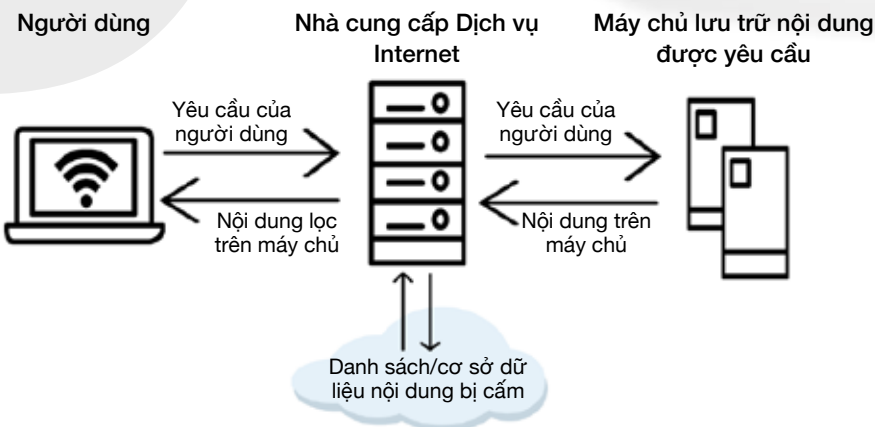 Người dùng
Nhà cung cấp Dịch vụ
Internet
Máy chủ lưu trữ nội dung
được yêu cầu
Yêu cầu của
người dùng
Yêu cầu của
người dùng
Nội dung lọc
trên máy chủ
Nội dung trên
máy chủ
Danh sách/cơ sở dữ
liệu nội dung bị cấm